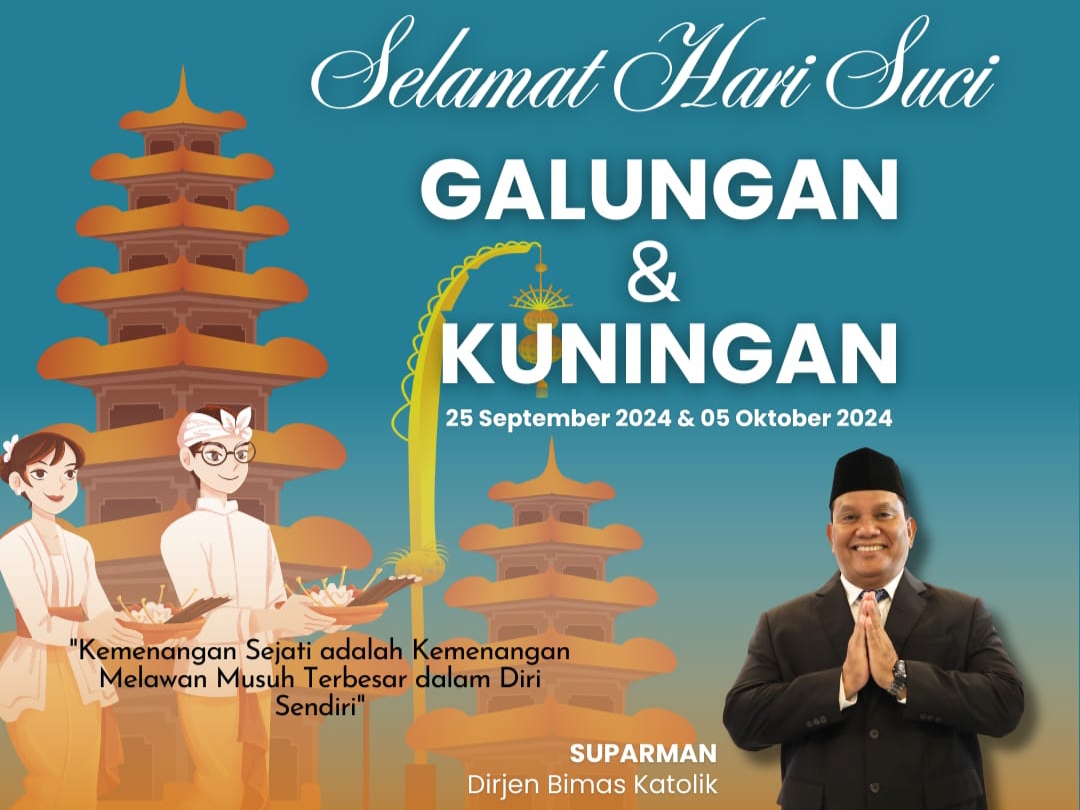 Selamat Hari Suci
GALUNGAN
&
KUNINGAN
25 September 2024 & 05 Oktober 2024
"Kemenangan Sejati adalah Kemenangan
Melawan Musuh Terbesar dalam Diri
Sendiri"
SUPARMAN
Dirjen Bimas Katolik